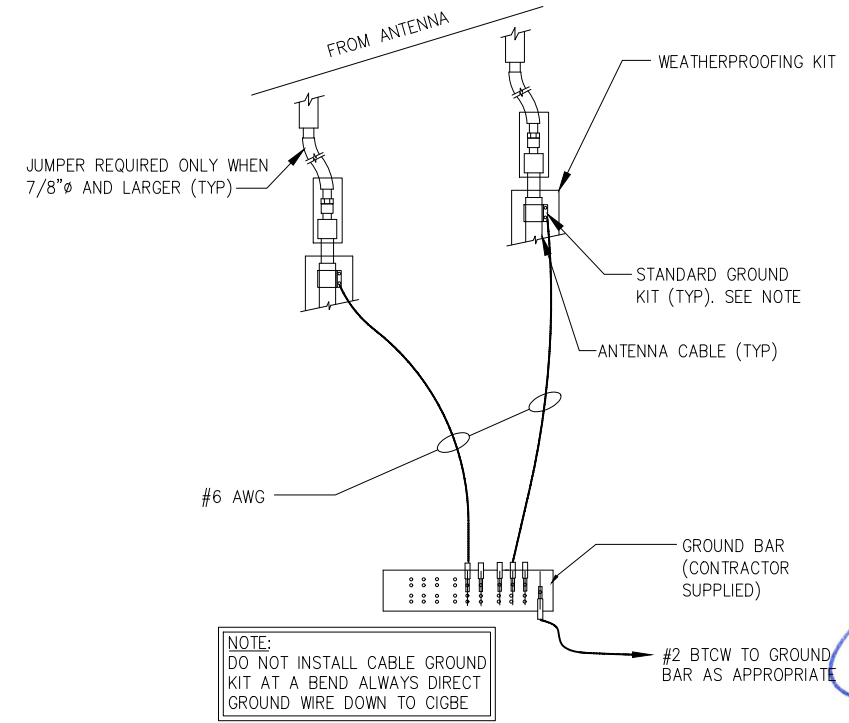 FROM ANTENNA
WEATHERPROOFING KIT
JUMPER REQUIRED ONLY WHEN
7/8"ø AND LARGER (TYP)
STANDARD GROUND
KIT (TYP). SEE NOTE
ANTENNA CABLE (TYP)
#6 AWG
GROUND BAR
(CONTRACTOR
SUPPLIED)
NOTE:
DO NOT INSTALL CABLE GROUND
KIT AT A BEND ALWAYS DIRECT
GROUND WIRE DOWN TO CIGBE
#2 BTCW TO GROUND
BAR AS APPROPRIATE